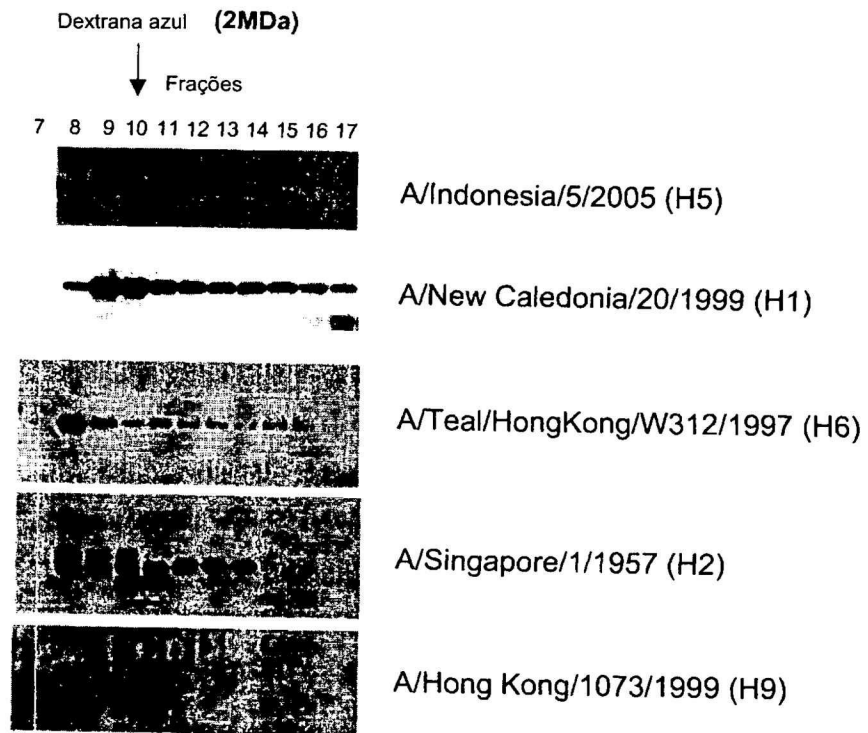 Dextrana azul (2MDa)
Frações
7 8 9 10 11 12 13 14 15 16 17
A/Indonesia/5/2005 (H5)
A/New Caledonia/20/1999 (H1)
A/Teal/HongKong/W312/1997 (H6)
A/Singapore/1/1957 (H2)
A/Hong Kong/1073/1999 (H9)